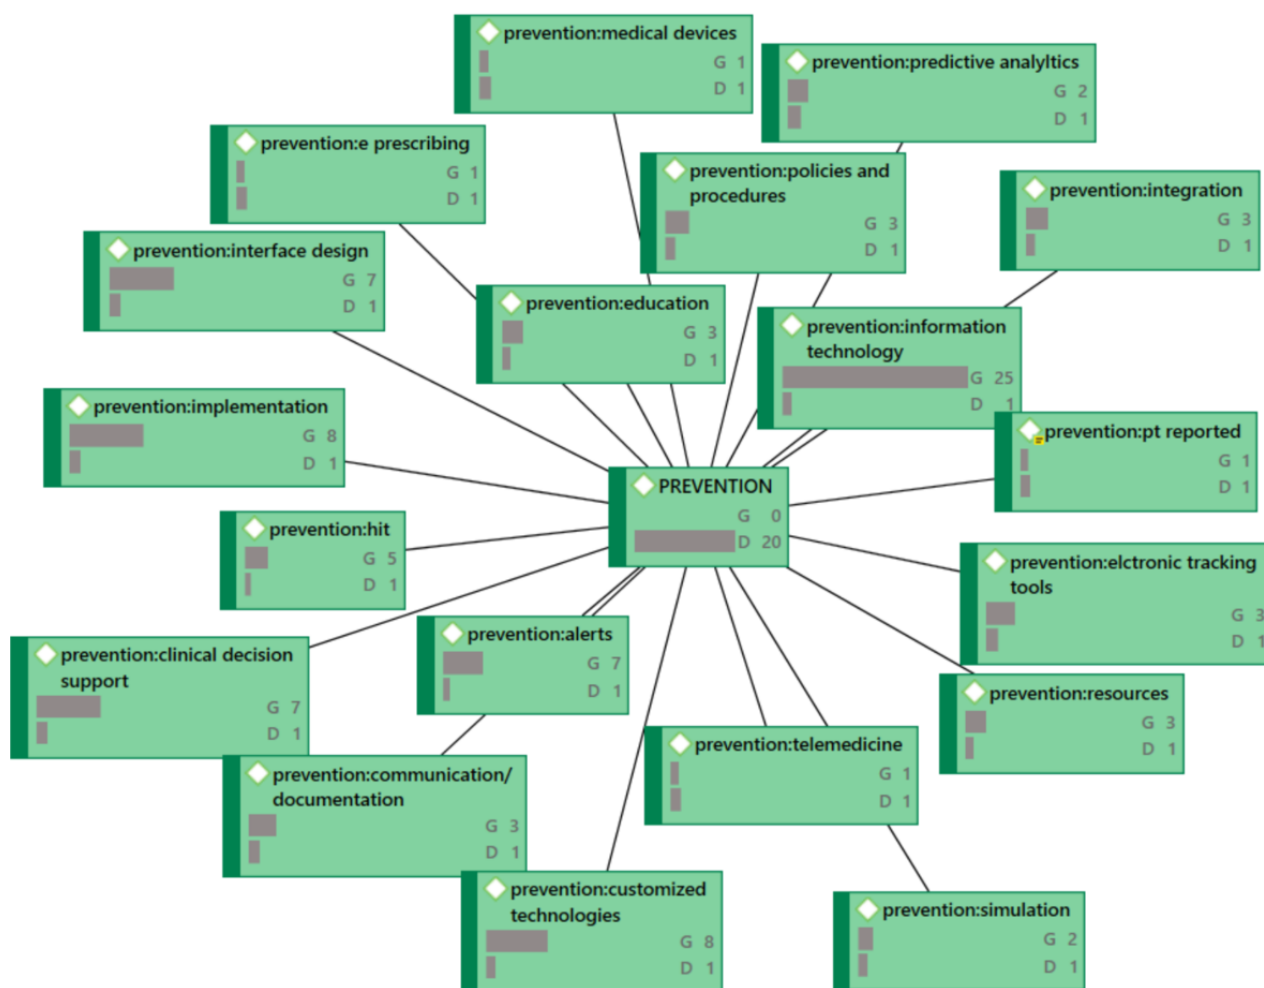 prevention:medical devices
G 1
D 1
prevention:predictive analyltics
G 2
D 1
prevention:e prescribing
G 1
D 1
prevention:policies and
procedures
G 3
D 1
prevention:integration
G 3
D 1
prevention:interface design
G 7
D 1
prevention:education
G 3
D 1
prevention:information
technology
G 25
D 1
prevention:implementation
G 8
D 1
prevention:pt reported
G 1
D 1
PREVENTION
G 0
D 20
prevention:hit
G 5
D 1
prevention:elctronic tracking
tools
G 3
D 1
prevention:alerts
G 7
D 1
prevention:clinical decision
support
G 7
D 1
prevention:resources
G 3
D 1
prevention:telemedicine
G 1
D 1
prevention:communication/
documentation
G 3
D 1
prevention:customized
technologies
G 8
D 1
prevention:simulation
G 2
D 1